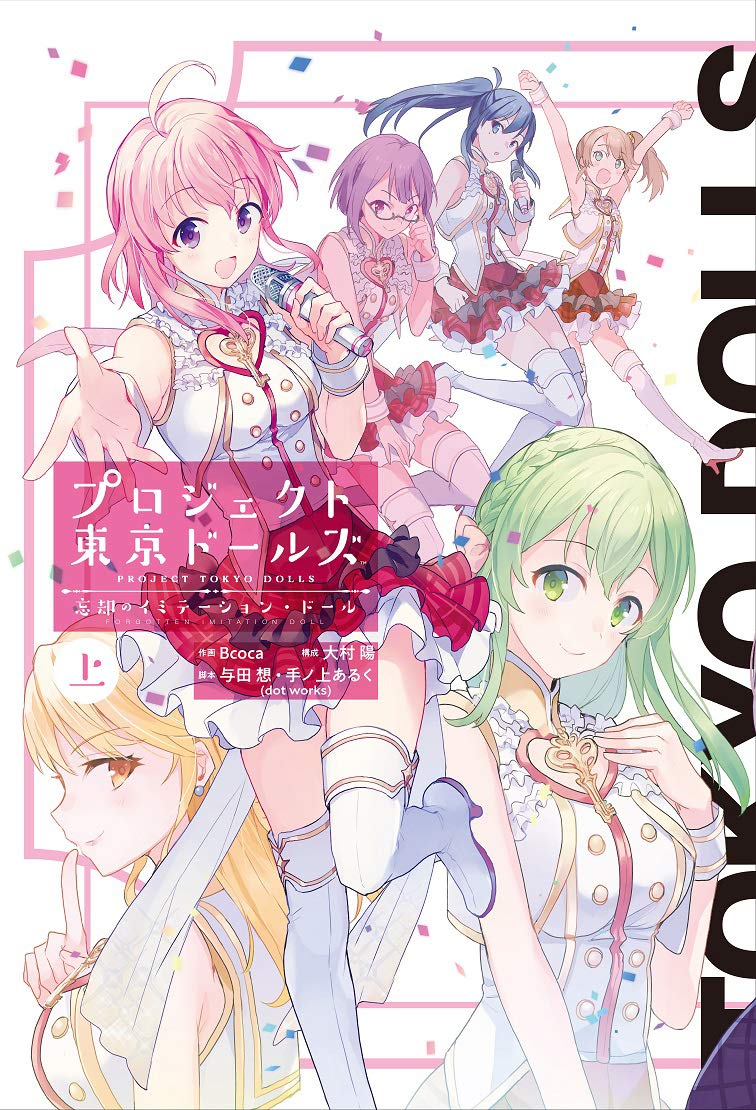 プロジェクト
東京ドールズ™
PROJECT TOKYO DOLLS
忘却のイミテーション・ドール
FORGOTTEN IMITATION DOLL
上
作画 Bcoca 構成 大村 陽
脚本 与田 想・手ノ上あるく
(dot works)
TOKYO DOLLS